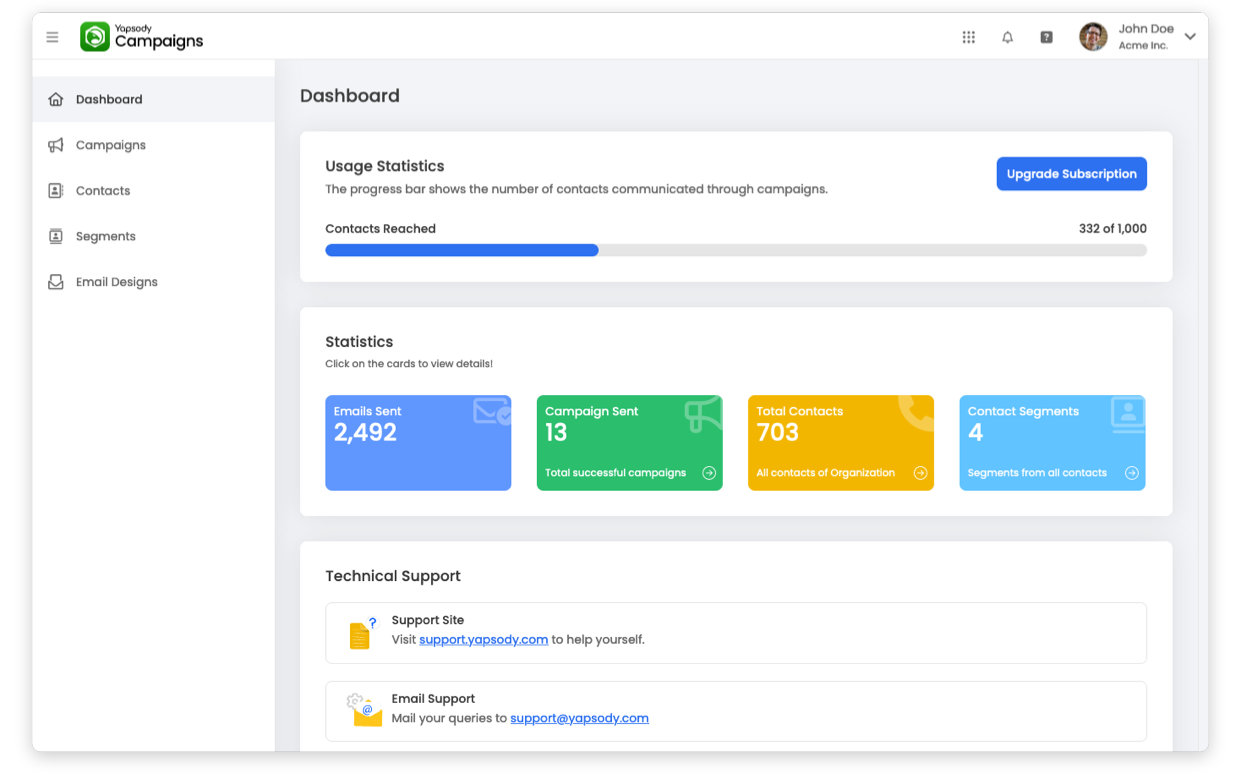 Yapsody
Campaigns
John Doe
Acme Inc.
Dashboard
Campaigns
Contacts
Segments
Email Designs
Dashboard
Usage Statistics
The progress bar shows the number of contacts communicated through campaigns.
Upgrade Subscription
Contacts Reached
332 of 1,000
Statistics
Click on the cards to view details!
Emails Sent
2,492
Campaign Sent
13
Total successful campaigns
Total Contacts
703
All contacts of Organization
Contact Segments
4
Segments from all contacts
Technical Support
Support Site
Visit support.yapsody.com to help yourself.
Email Support
Mail your queries to support@yapsody.com